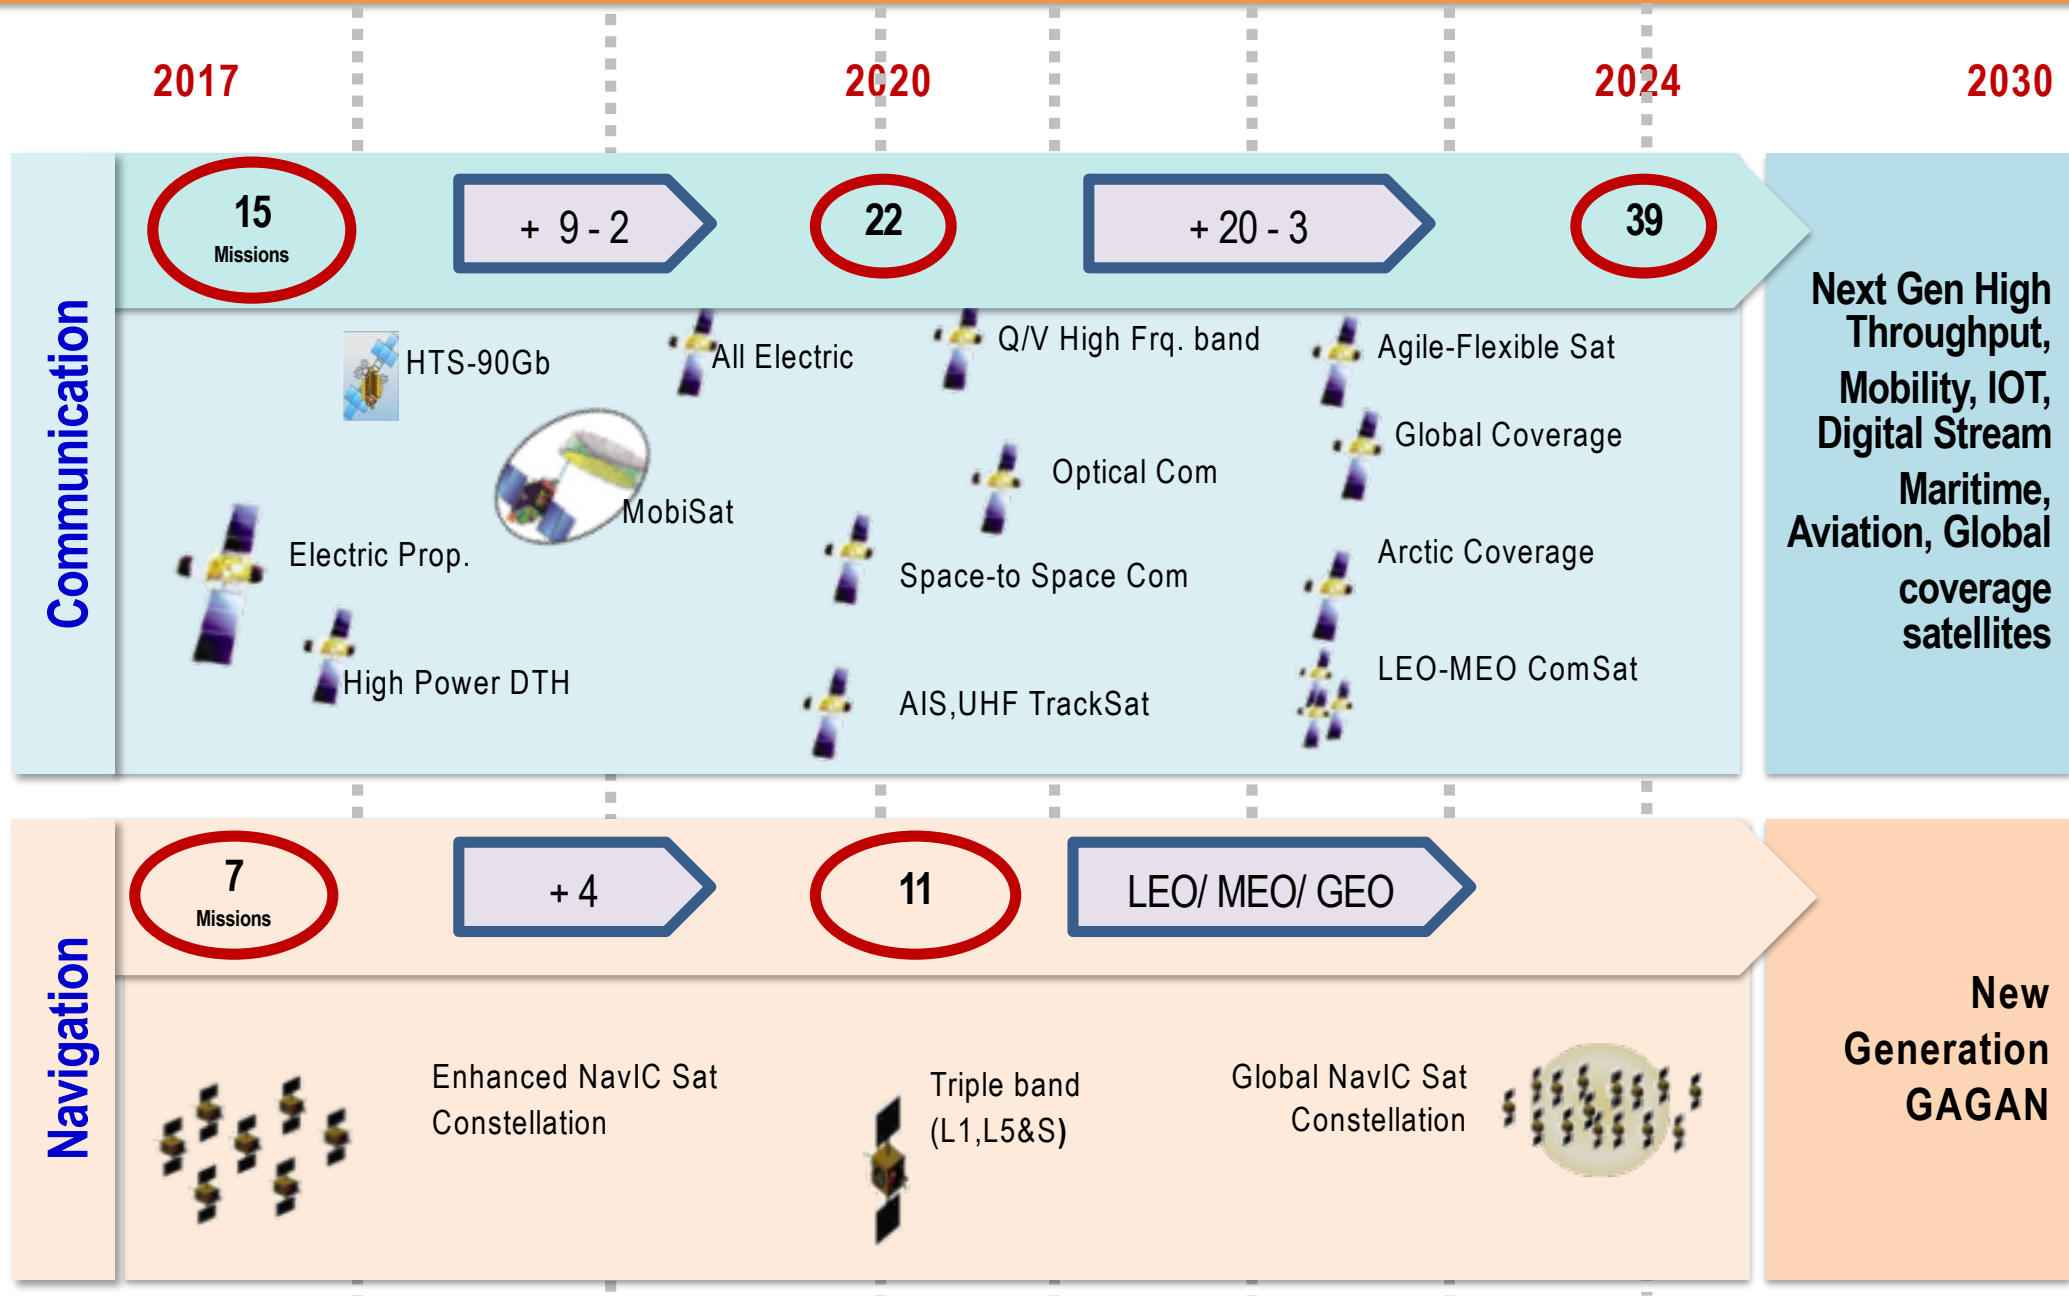 2017
2020
2024
2030
Communication
15
Missions
+ 9 - 2
22
+ 20 - 3
39
HTS-90Gb
All Electric
Q/V High Frq. band
Agile-Flexible Sat
Global Coverage
MobiSat
Optical Com
Electric Prop.
Space-to Space Com
Arctic Coverage
High Power DTH
AIS,UHF TrackSat
LEO-MEO ComSat
Next Gen High
Throughput,
Mobility, IOT,
Digital Stream
Maritime,
Aviation, Global
coverage
satellites
Navigation
7
Missions
+ 4
11
LEO/ MEO/ GEO
Enhanced NavIC Sat
Constellation
Triple band
(L1,L5&S)
Global NavIC Sat
Constellation
New
Generation
GAGAN